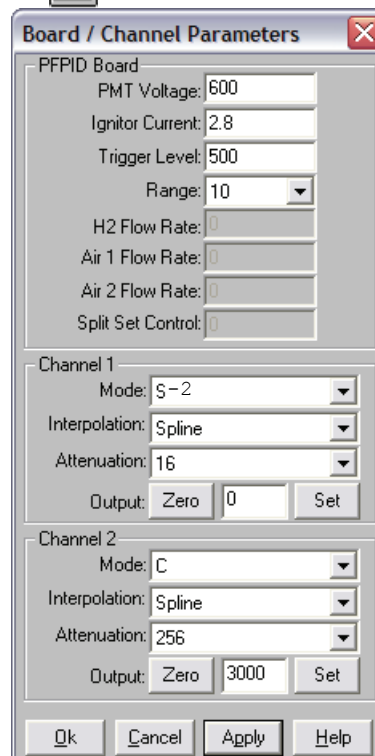 Board / Channel Parameters
PFPID Board
PMT Voltage: 600
Ignitor Current: 2.8
Trigger Level: 500
Range: 10
H2 Flow Rate: 0
Air 1 Flow Rate: 0
Air 2 Flow Rate: 0
Split Set Control: 0
Channel 1
Mode: S-2
Interpolation: Spline
Attenuation: 16
Output: Zero 0 Set
Channel 2
Mode: C
Interpolation: Spline
Attenuation: 256
Output: Zero 3000 Set
Ok Cancel Apply Help